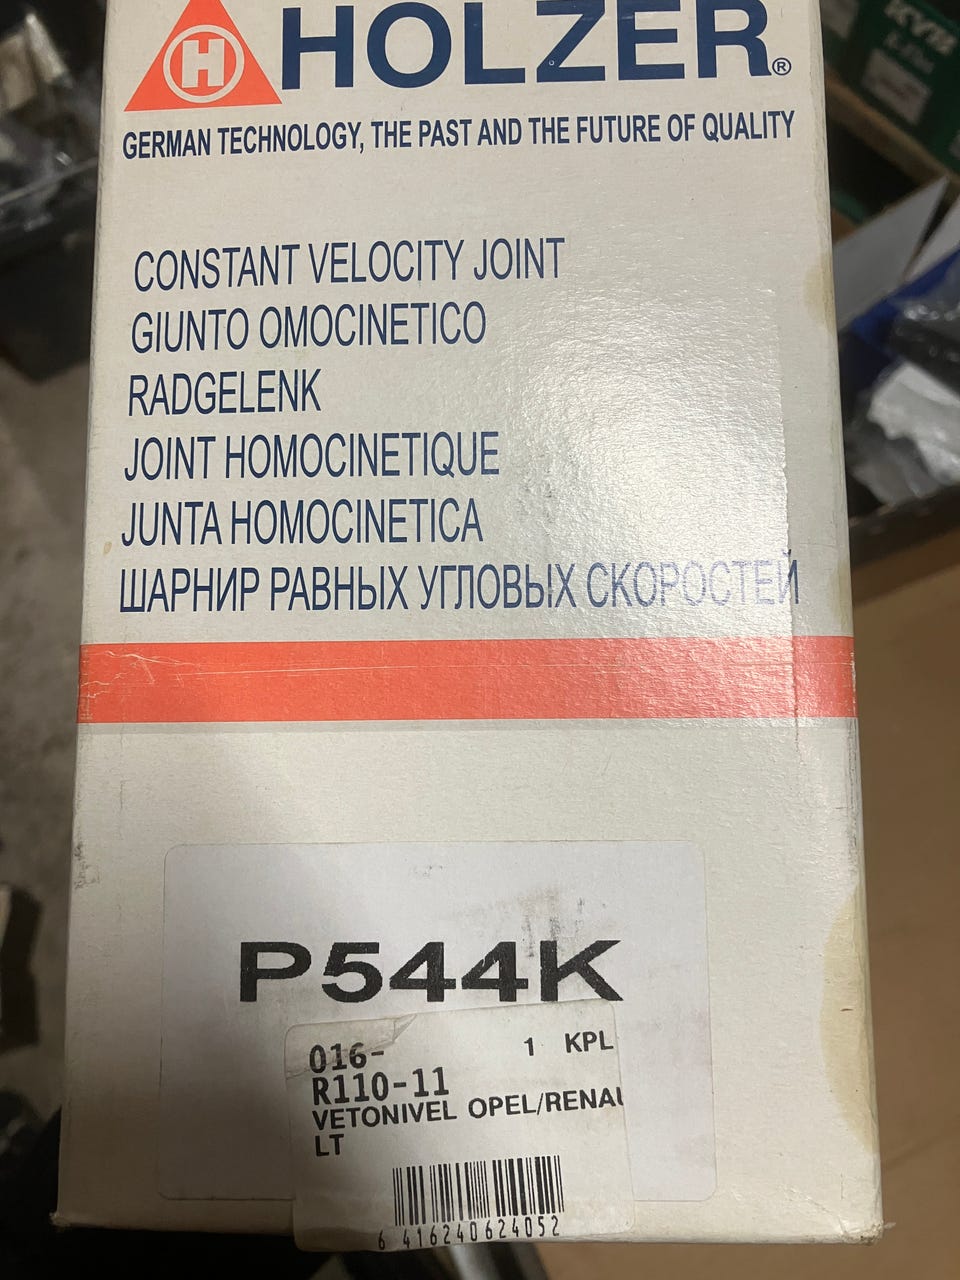 H HOLZER®
GERMAN TECHNOLOGY, THE PAST AND THE FUTURE OF QUALITY
CONSTANT VELOCITY JOINT
GIUNTO OMOCINETICO
RADGELENK
JOINT HOMOCINETIQUE
JUNTA HOMOCINETICA
ШАРНИР РАВНЫХ УГЛОВЫХ СКОРОСТЕЙ
P544K
016- 1 KPL
R110-11
VETONIVEL OPEL/RENAU
LT
6 416240 624052
KYB